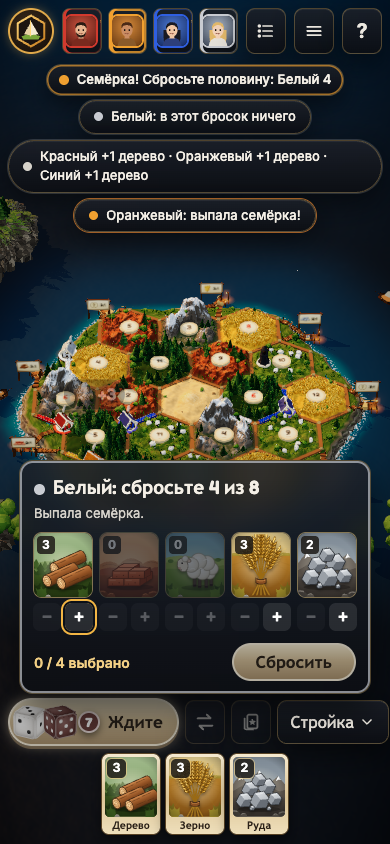 ?
Семёрка! Сбросьте половину: Белый 4
Белый: в этот бросок ничего
Красный +1 дерево · Оранжевый +1 дерево ·
Синий +1 дерево
Оранжевый: выпала семёрка!
Белый: сбросьте 4 из 8
Выпала семёрка.
3 0 0 3 2
− + − + − + − + − +
0 / 4 выбрано
Сбросить
7 Ждите
Стройка
3 3 2
Дерево Зерно Руда